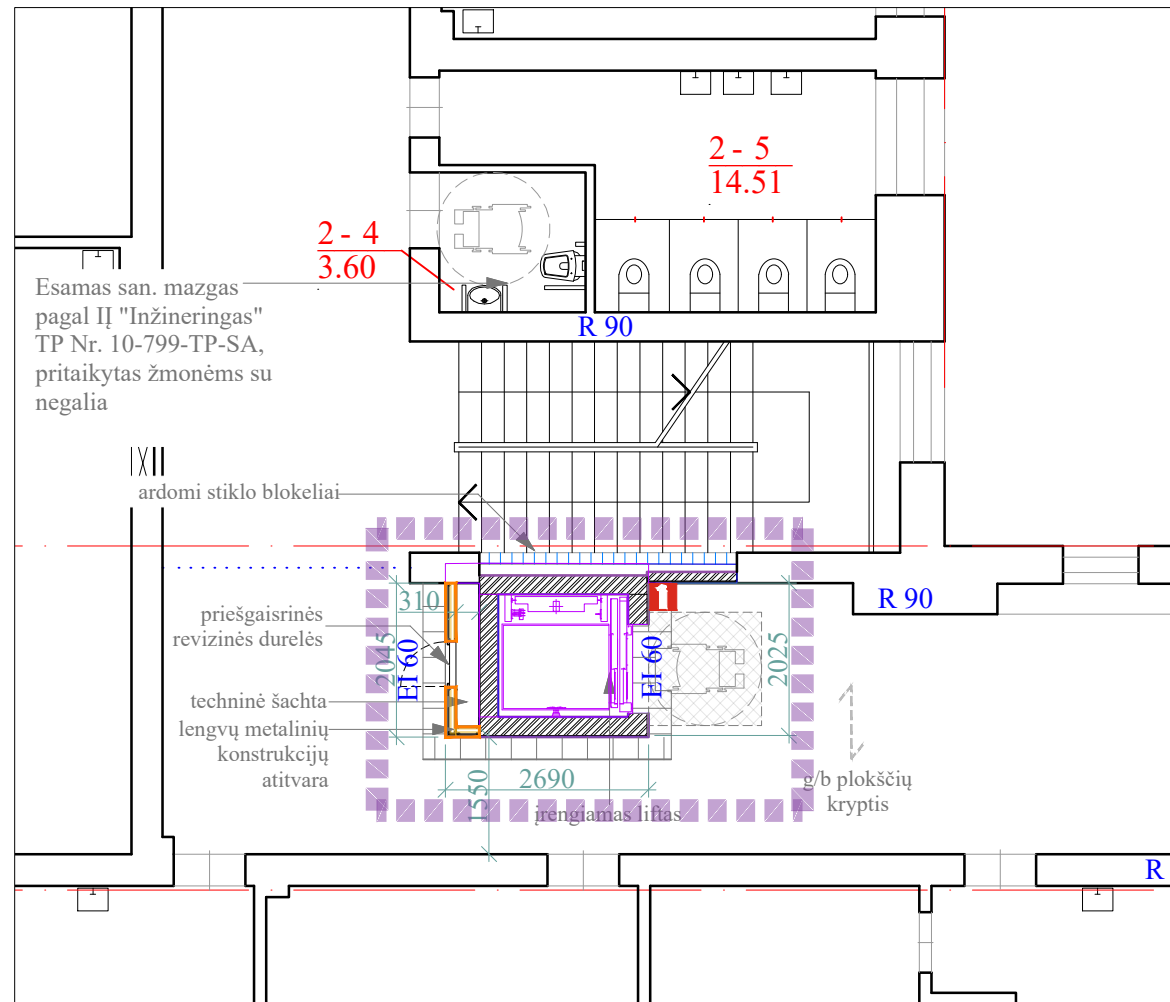 2 - 5
14.51
2 - 4
3.60
Esamas san. mazgas
pagal IĮ "Inžineringas"
TP Nr. 10-799-TP-SA,
pritaikytas žmonėms su
negalia
R 90
ardomi stiklo blokeliai
310
priešgaisrinės
revizinės durelės
2045
EI 60
EI 60
2025
R 90
techninė šachta
lengvų metalinių
konstrukcijų
atitvara
2690
1550
įrengiamas liftas
g/b plokščių
kryptis
R